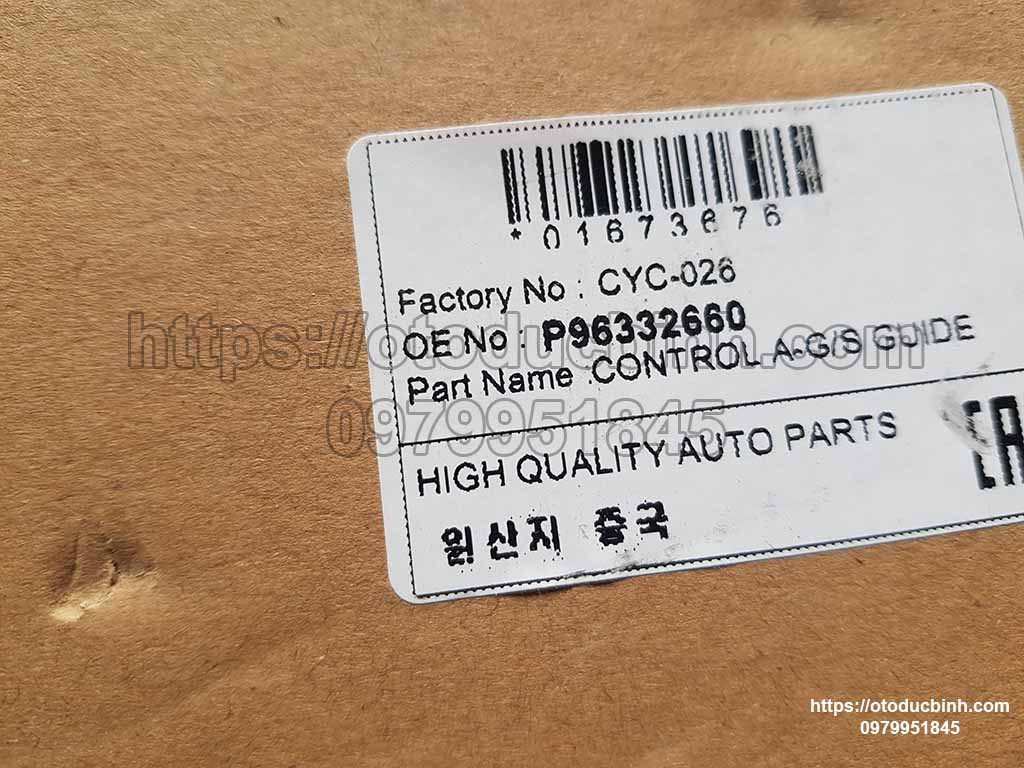 *01673676
Factory No : CYC-026
OE No : P96332660
Part Name :CONTROL A-G/S GUIDE
HIGH QUALITY AUTO PARTS
EA
원산지 중국
https://otoducbinh.com
0979951845
https://otoducbinh.com
0979951845